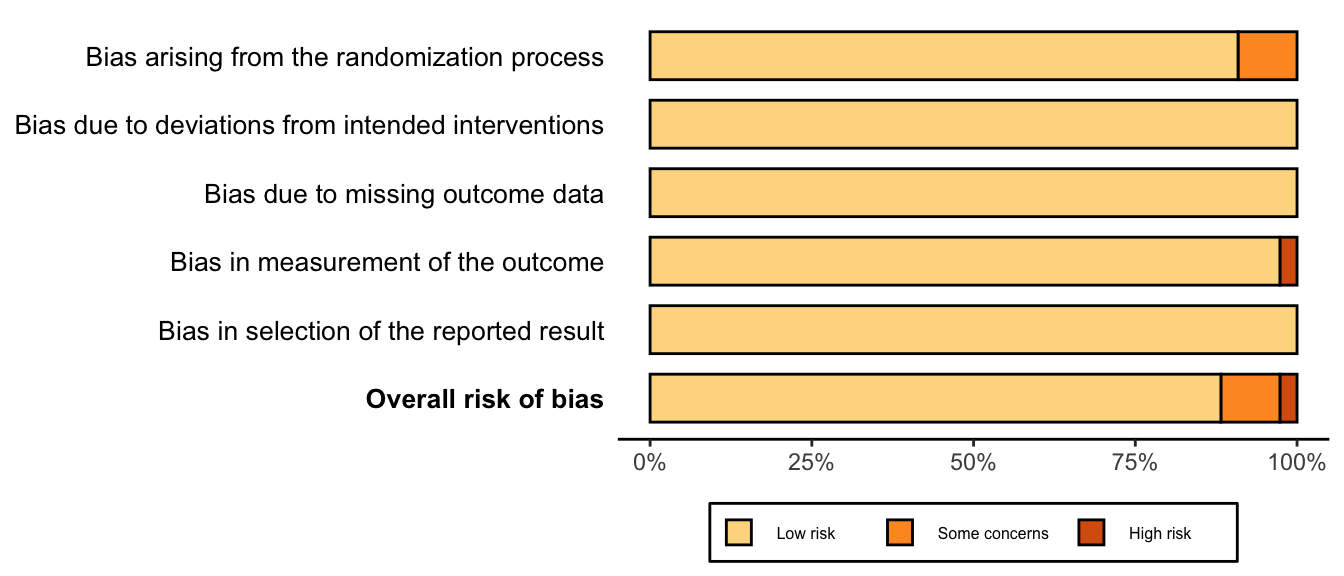 Bias arising from the randomization process
Bias due to deviations from intended interventions
Bias due to missing outcome data
Bias in measurement of the outcome
Bias in selection of the reported result
Overall risk of bias
0% 25% 50% 75% 100%
Low risk Some concerns High risk